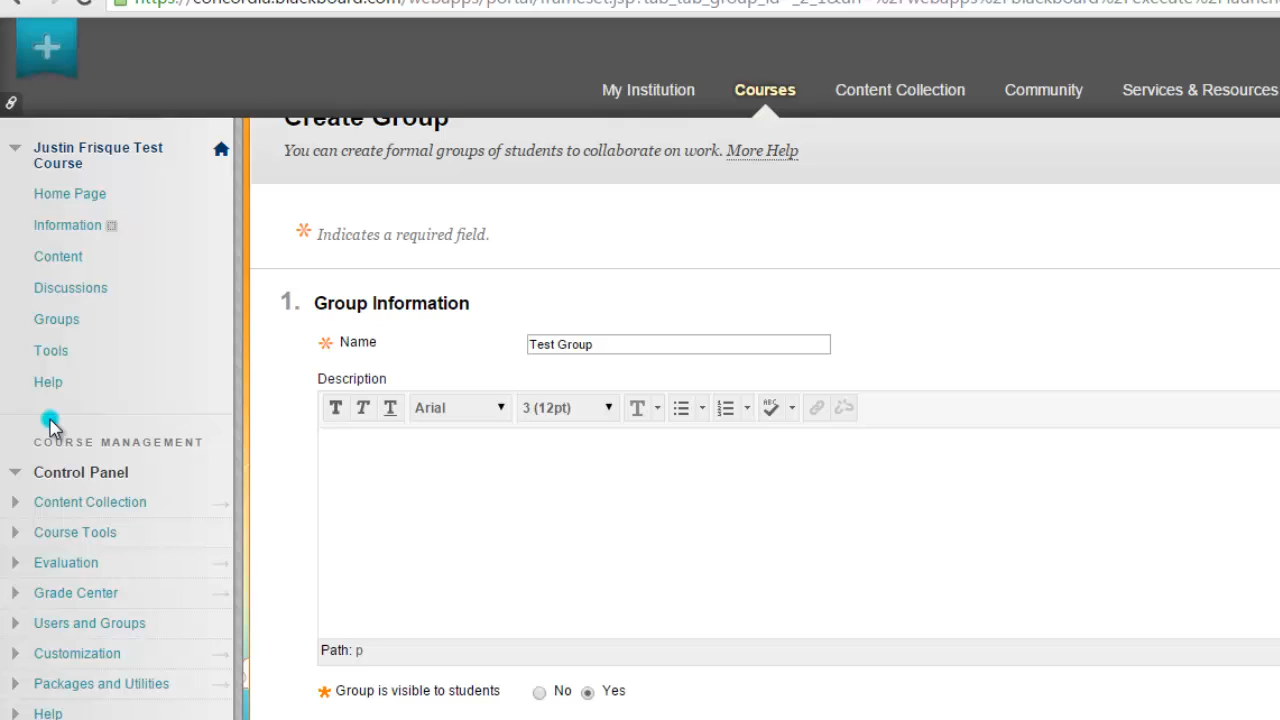 My Institution
Courses
Content Collection
Community
Services & Resources
Justin Frisque Test
Course
Home Page
Information
Content
Discussions
Groups
Tools
Help
COURSE MANAGEMENT
Control Panel
Content Collection
Course Tools
Evaluation
Grade Center
Users and Groups
Customization
Packages and Utilities
Help
Create Group
You can create formal groups of students to collaborate on work. More Help
* Indicates a required field.
1. Group Information
* Name
Test Group
Description
T T T Arial 3 (12pt) T ABC
Path: p
* Group is visible to students No Yes